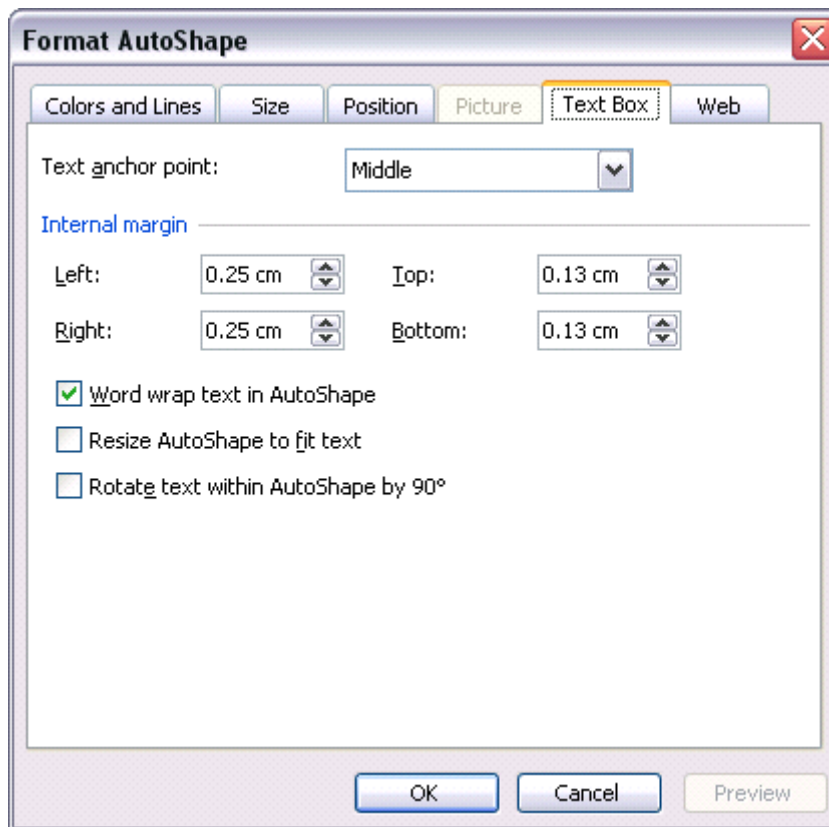 Format AutoShape
Colors and Lines Size Position Picture Text Box Web
Text anchor point: Middle
Internal margin
Left: 0.25 cm Top: 0.13 cm
Right: 0.25 cm Bottom: 0.13 cm
Word wrap text in AutoShape
Resize AutoShape to fit text
Rotate text within AutoShape by 90°
OK Cancel Preview